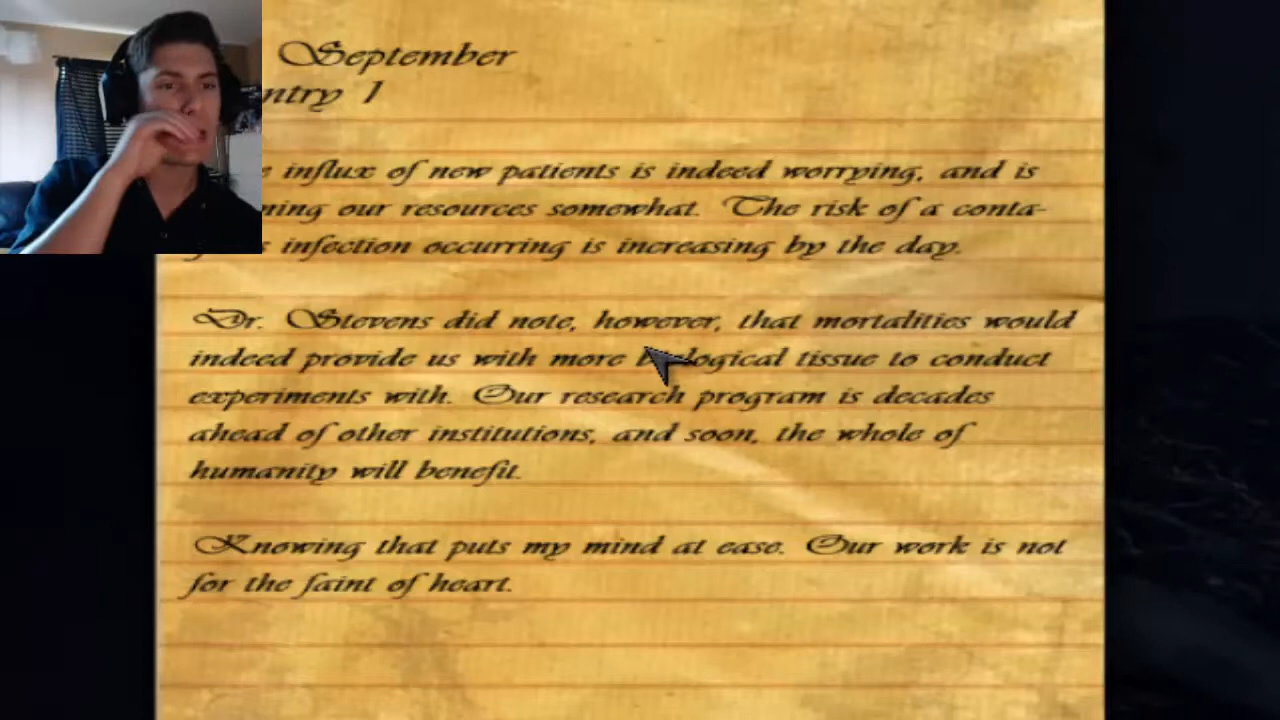 September
ntry 1
e influx of new patients is indeed worrying, and is
ning our resources somewhat. The risk of a conta-
s infection occurring is increasing by the day.
Dr. Stevens did note, however, that mortalities would
indeed provide us with more biological tissue to conduct
experiments with. Our research program is decades
ahead of other institutions, and soon, the whole of
humanity will benefit.
Knowing that puts my mind at ease. Our work is not
for the faint of heart.